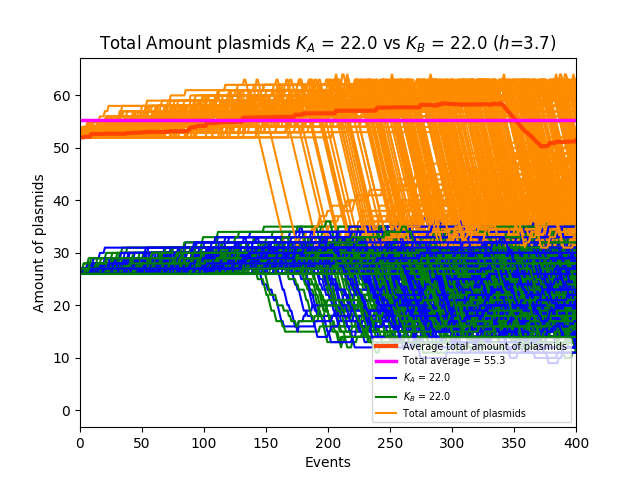 Total Amount plasmids K_A = 22.0 vs K_B = 22.0 (h=3.7)
Amount of plasmids
60
50
40
30
20
10
0
Average total amount of plasmids
Total average = 55.3
K_A = 22.0
K_B = 22.0
Total amount of plasmids
0 50 100 150 200 250 300 350 400
Events